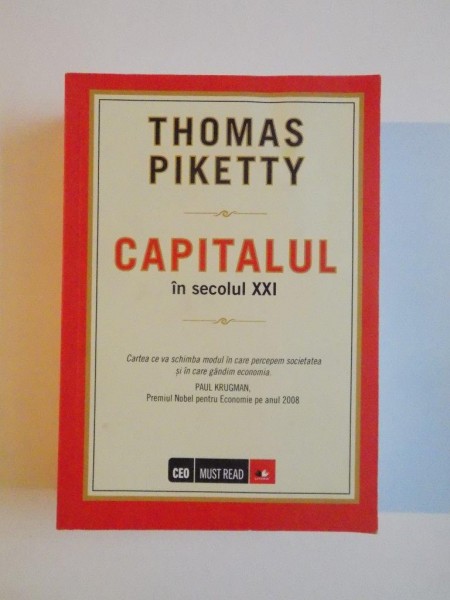 THOMAS
PIKETTY
CAPITALUL
în secolul XXI
Cartea ce va schimba modul în care percepem societatea
și în care gândim economia.
PAUL KRUGMAN,
Premiul Nobel pentru Economie pe anul 2008
CEO MUST READ